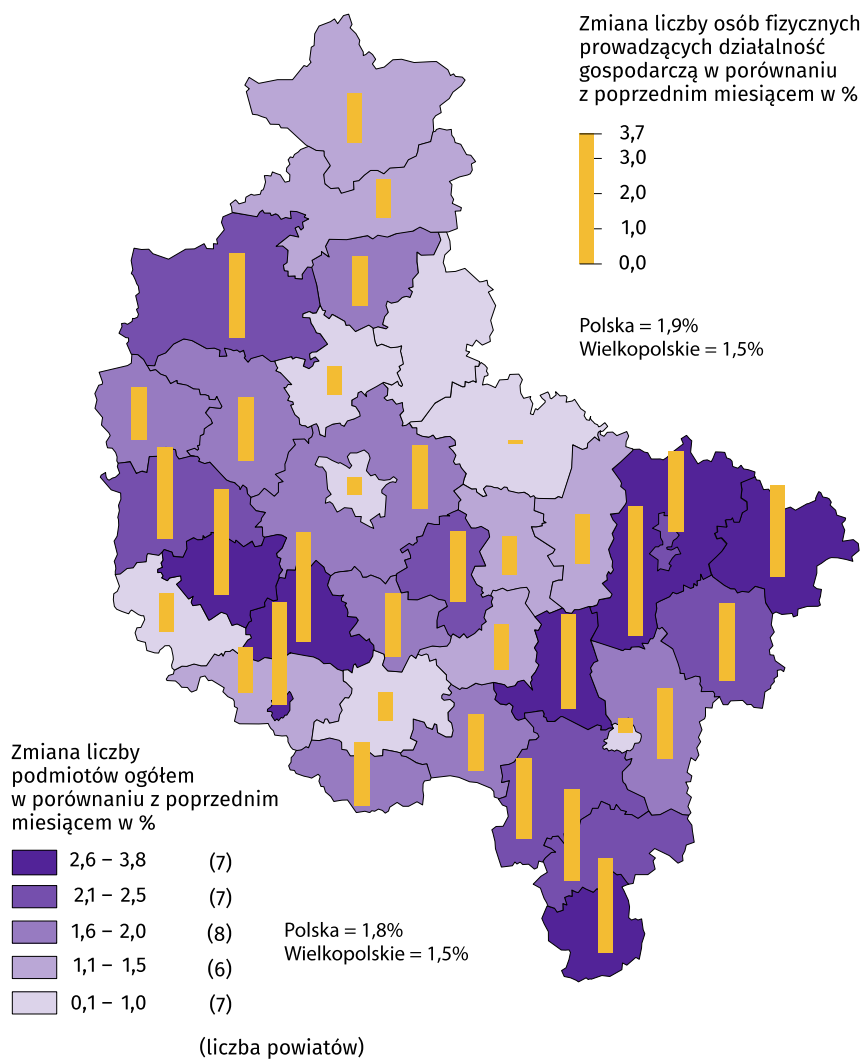 Zmiana liczby osób fizycznych
prowadzących działalność
gospodarczą w porównaniu
z poprzednim miesiącem w %
3,7
3,0
2,0
1,0
0,0
Polska = 1,9%
Wielkopolskie = 1,5%
Zmiana liczby
podmiotów ogółem
w porównaniu z poprzednim
miesiącem w %
2,6 – 3,8 (7)
2,1 – 2,5 (7)
1,6 – 2,0 (8)
1,1 – 1,5 (6)
0,1 – 1,0 (7)
Polska = 1,8%
Wielkopolskie = 1,5%
(liczba powiatów)